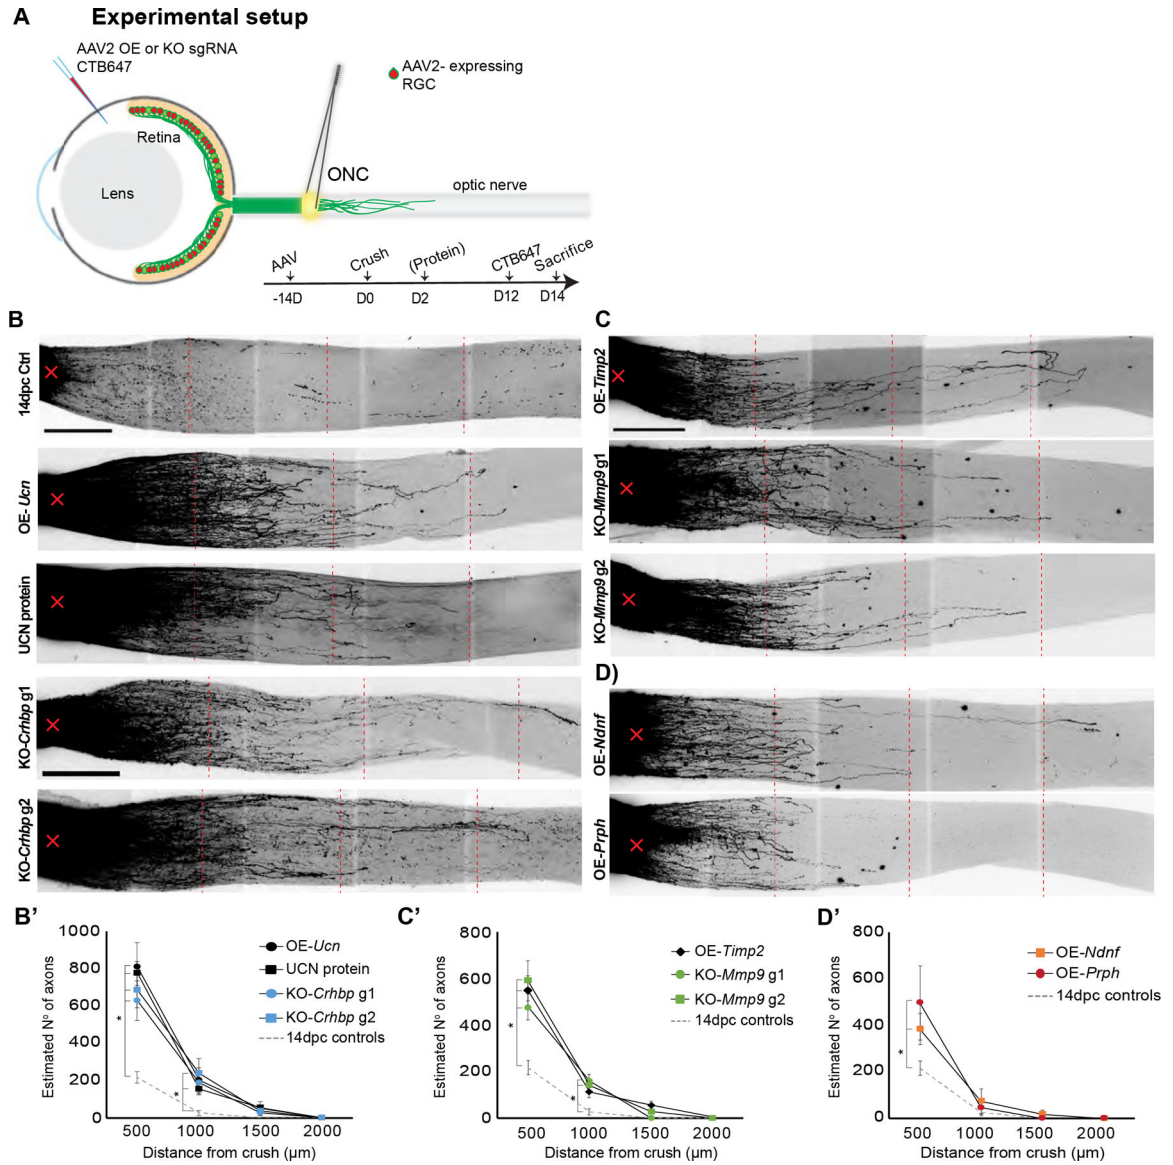 A Experimental setup
AAV2 OE or KO sgRNA
CTB647
AAV2- expressing
RGC
Retina
Lens
ONC
optic nerve
AAV Crush (Protein) CTB647 Sacrifice
-14D D0 D2 D12 D14
B
14dpc Ctrl
OE- Ucn
UCN protein
KO-Crhbp g1
KO-Crhbp g2
C
OE-Timp2
KO-Mmp9 g1
KO-Mmp9 g2
D)
OE-Ndnf
OE-Prph
B'
Estimated Nº of axons
1000
800
600
400
200
0
500 1000 1500 2000
Distance from crush (µm)
OE-Ucn
UCN protein
KO-Crhbp g1
KO-Crhbp g2
14dpc controls
*
*
C'
Estimated Nº of axons
800
600
400
200
0
500 1000 1500 2000
Distance from crush (µm)
OE-Timp2
KO-Mmp9 g1
KO-Mmp9 g2
14dpc controls
*
*
D'
Estimated Nº of axons
800
600
400
200
0
500 1000 1500 2000
Distance from crush (µm)
OE-Ndnf
OE-Prph
14dpc controls
*